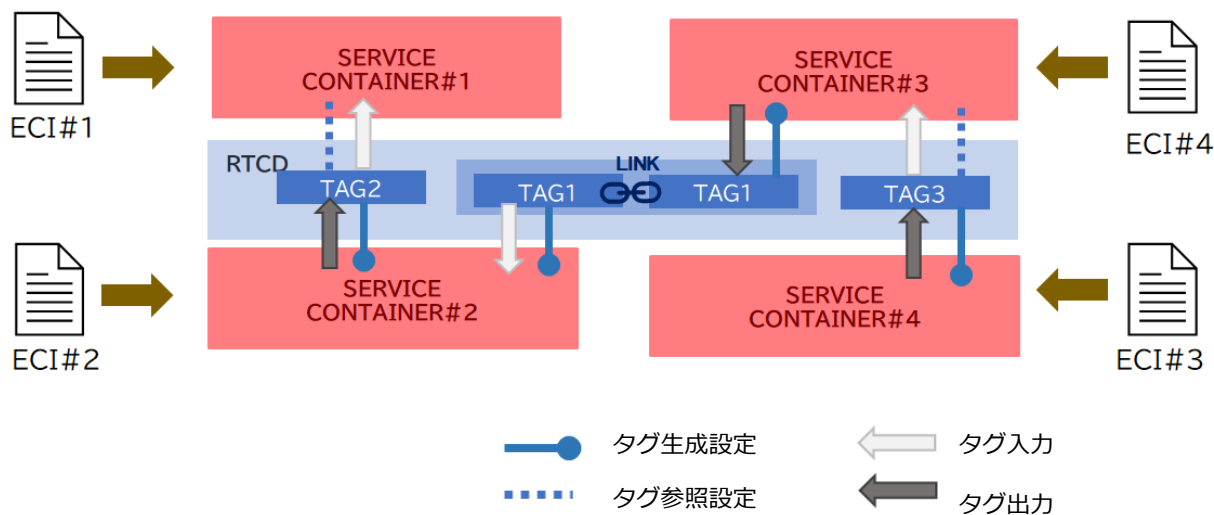 ECI#1
SERVICE
CONTAINER#1
SERVICE
CONTAINER#3
ECI#4
RTCD
LINK
TAG2
TAG1
TAG1
TAG3
ECI#2
SERVICE
CONTAINER#2
SERVICE
CONTAINER#4
ECI#3
タグ生成設定
タグ入力
タグ参照設定
タグ出力